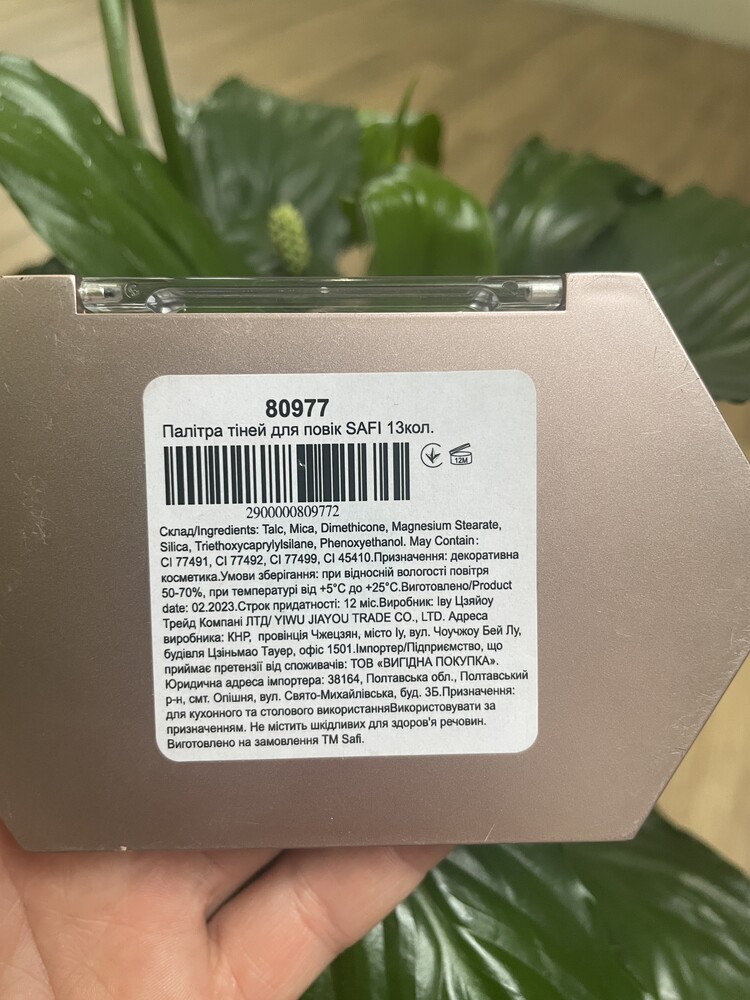 80977
Палітра тіней для повік SAFI 13кол.
12M
2900000809772
Склад/Ingredients: Talc, Mica, Dimethicone, Magnesium Stearate,
Silica, Triethoxycaprylylsilane, Phenoxyethanol. May Contain:
CI 77491, CI 77492, CI 77499, CI 45410.Призначення: декоративна
косметика.Умови зберігання: при відносній вологості повітря
50-70%, при температурі від +5°С до +25°С.Виготовлено/Product
date: 02.2023.Строк придатності: 12 міс.Виробник: Іву Цзяйоу
Трейд Компані ЛТД/ YIWU JIAYOU TRADE CO., LTD. Адреса
виробника: КНР, провінція Чжецзян, місто Іу, вул. Чоучжоу Бей Лу,
будівля Цзіньмао Тауер, офіс 1501.Імпортер/Підприємство, що
приймає претензії від споживачів: ТОВ «ВИГІДНА ПОКУПКА».
Юридична адреса імпортера: 38164, Полтавська обл., Полтавський
р-н, смт. Опішня, вул. Свято-Михайлівська, буд. 3Б.Призначення:
для кухонного та столового використанняВикористовувати за
призначенням. Не містить шкідливих для здоров'я речовин.
Виготовлено на замовлення ТМ Safi.